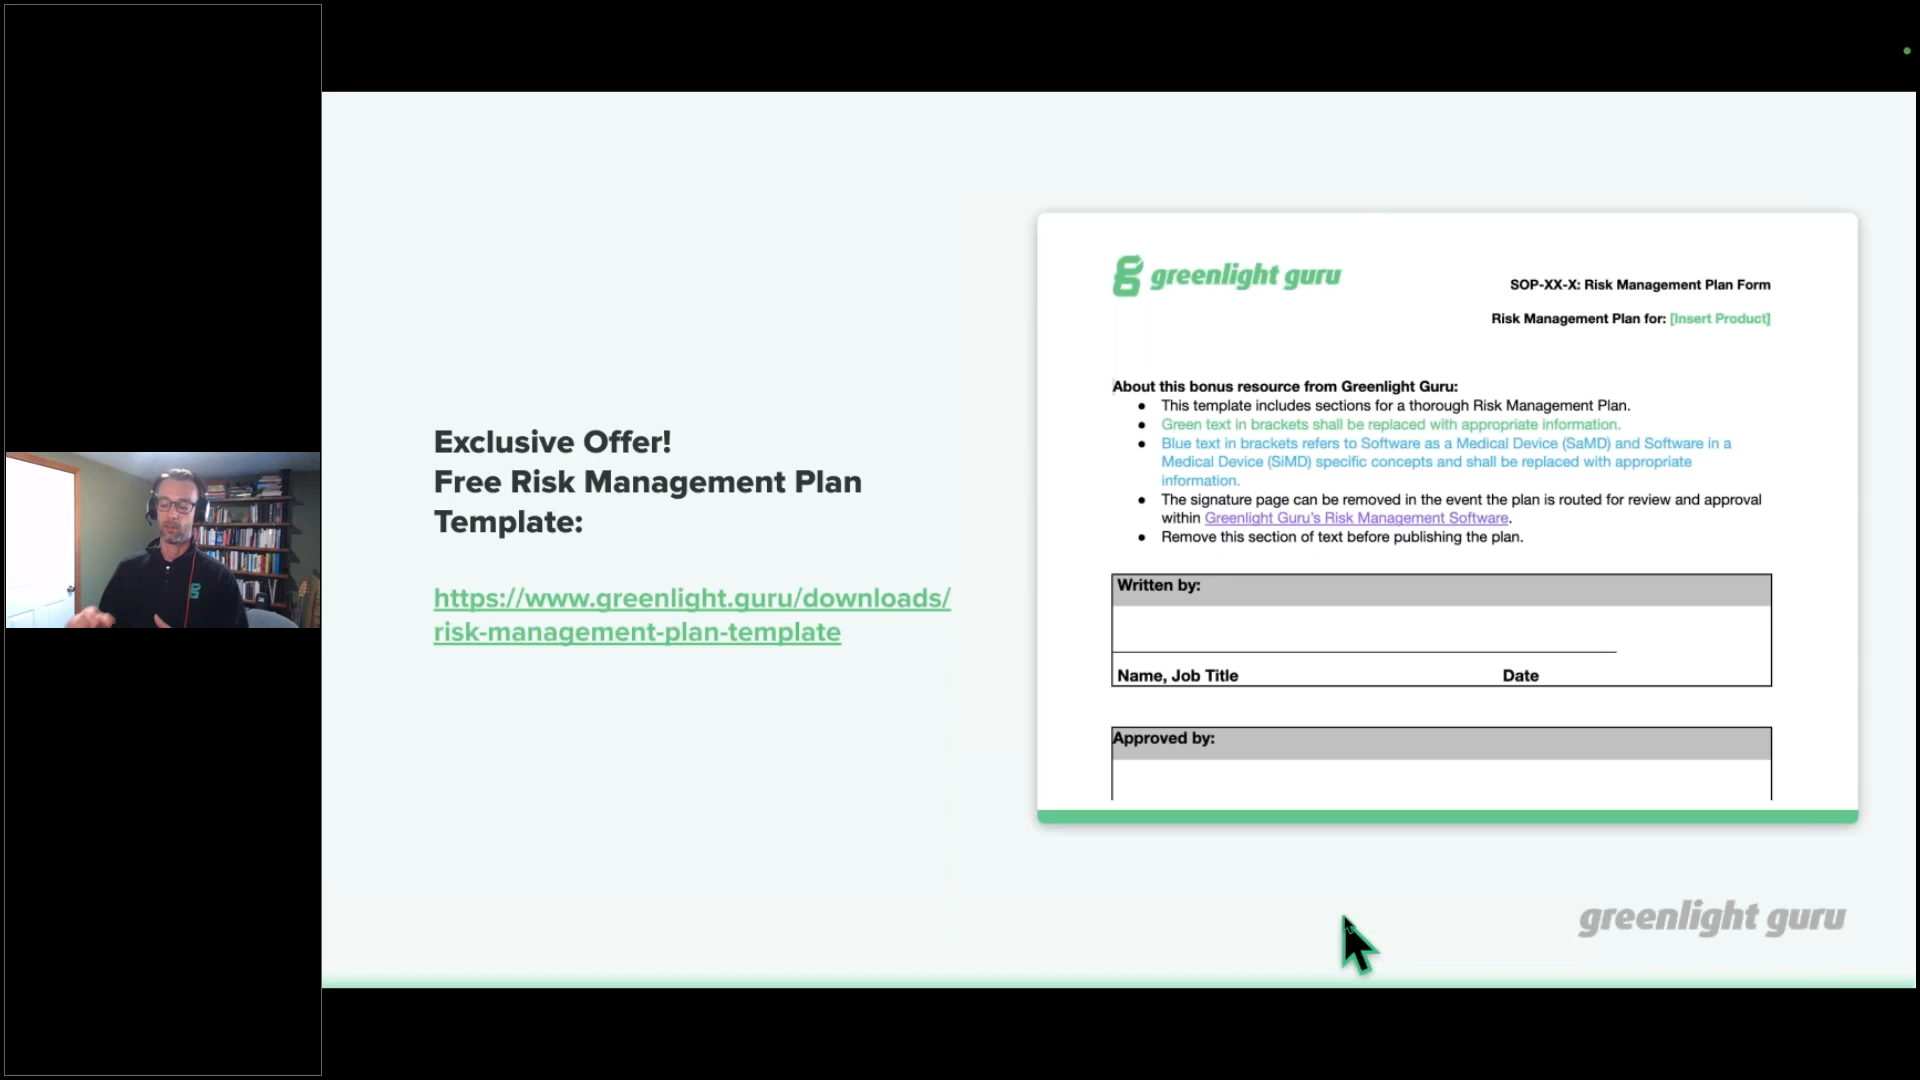 Exclusive Offer!
Free Risk Management Plan
Template:
https://www.greenlight.guru/downloads/
risk-management-plan-template
greenlight guru
SOP-XX-X: Risk Management Plan Form
Risk Management Plan for: [Insert Product]
About this bonus resource from Greenlight Guru:
● This template includes sections for a thorough Risk Management Plan.
● Green text in brackets shall be replaced with appropriate information.
● Blue text in brackets refers to Software as a Medical Device (SaMD) and Software in a
Medical Device (SiMD) specific concepts and shall be replaced with appropriate
information.
● The signature page can be removed in the event the plan is routed for review and approval
within Greenlight Guru's Risk Management Software.
● Remove this section of text before publishing the plan.
Written by:
Name, Job Title Date
Approved by:
greenlight guru